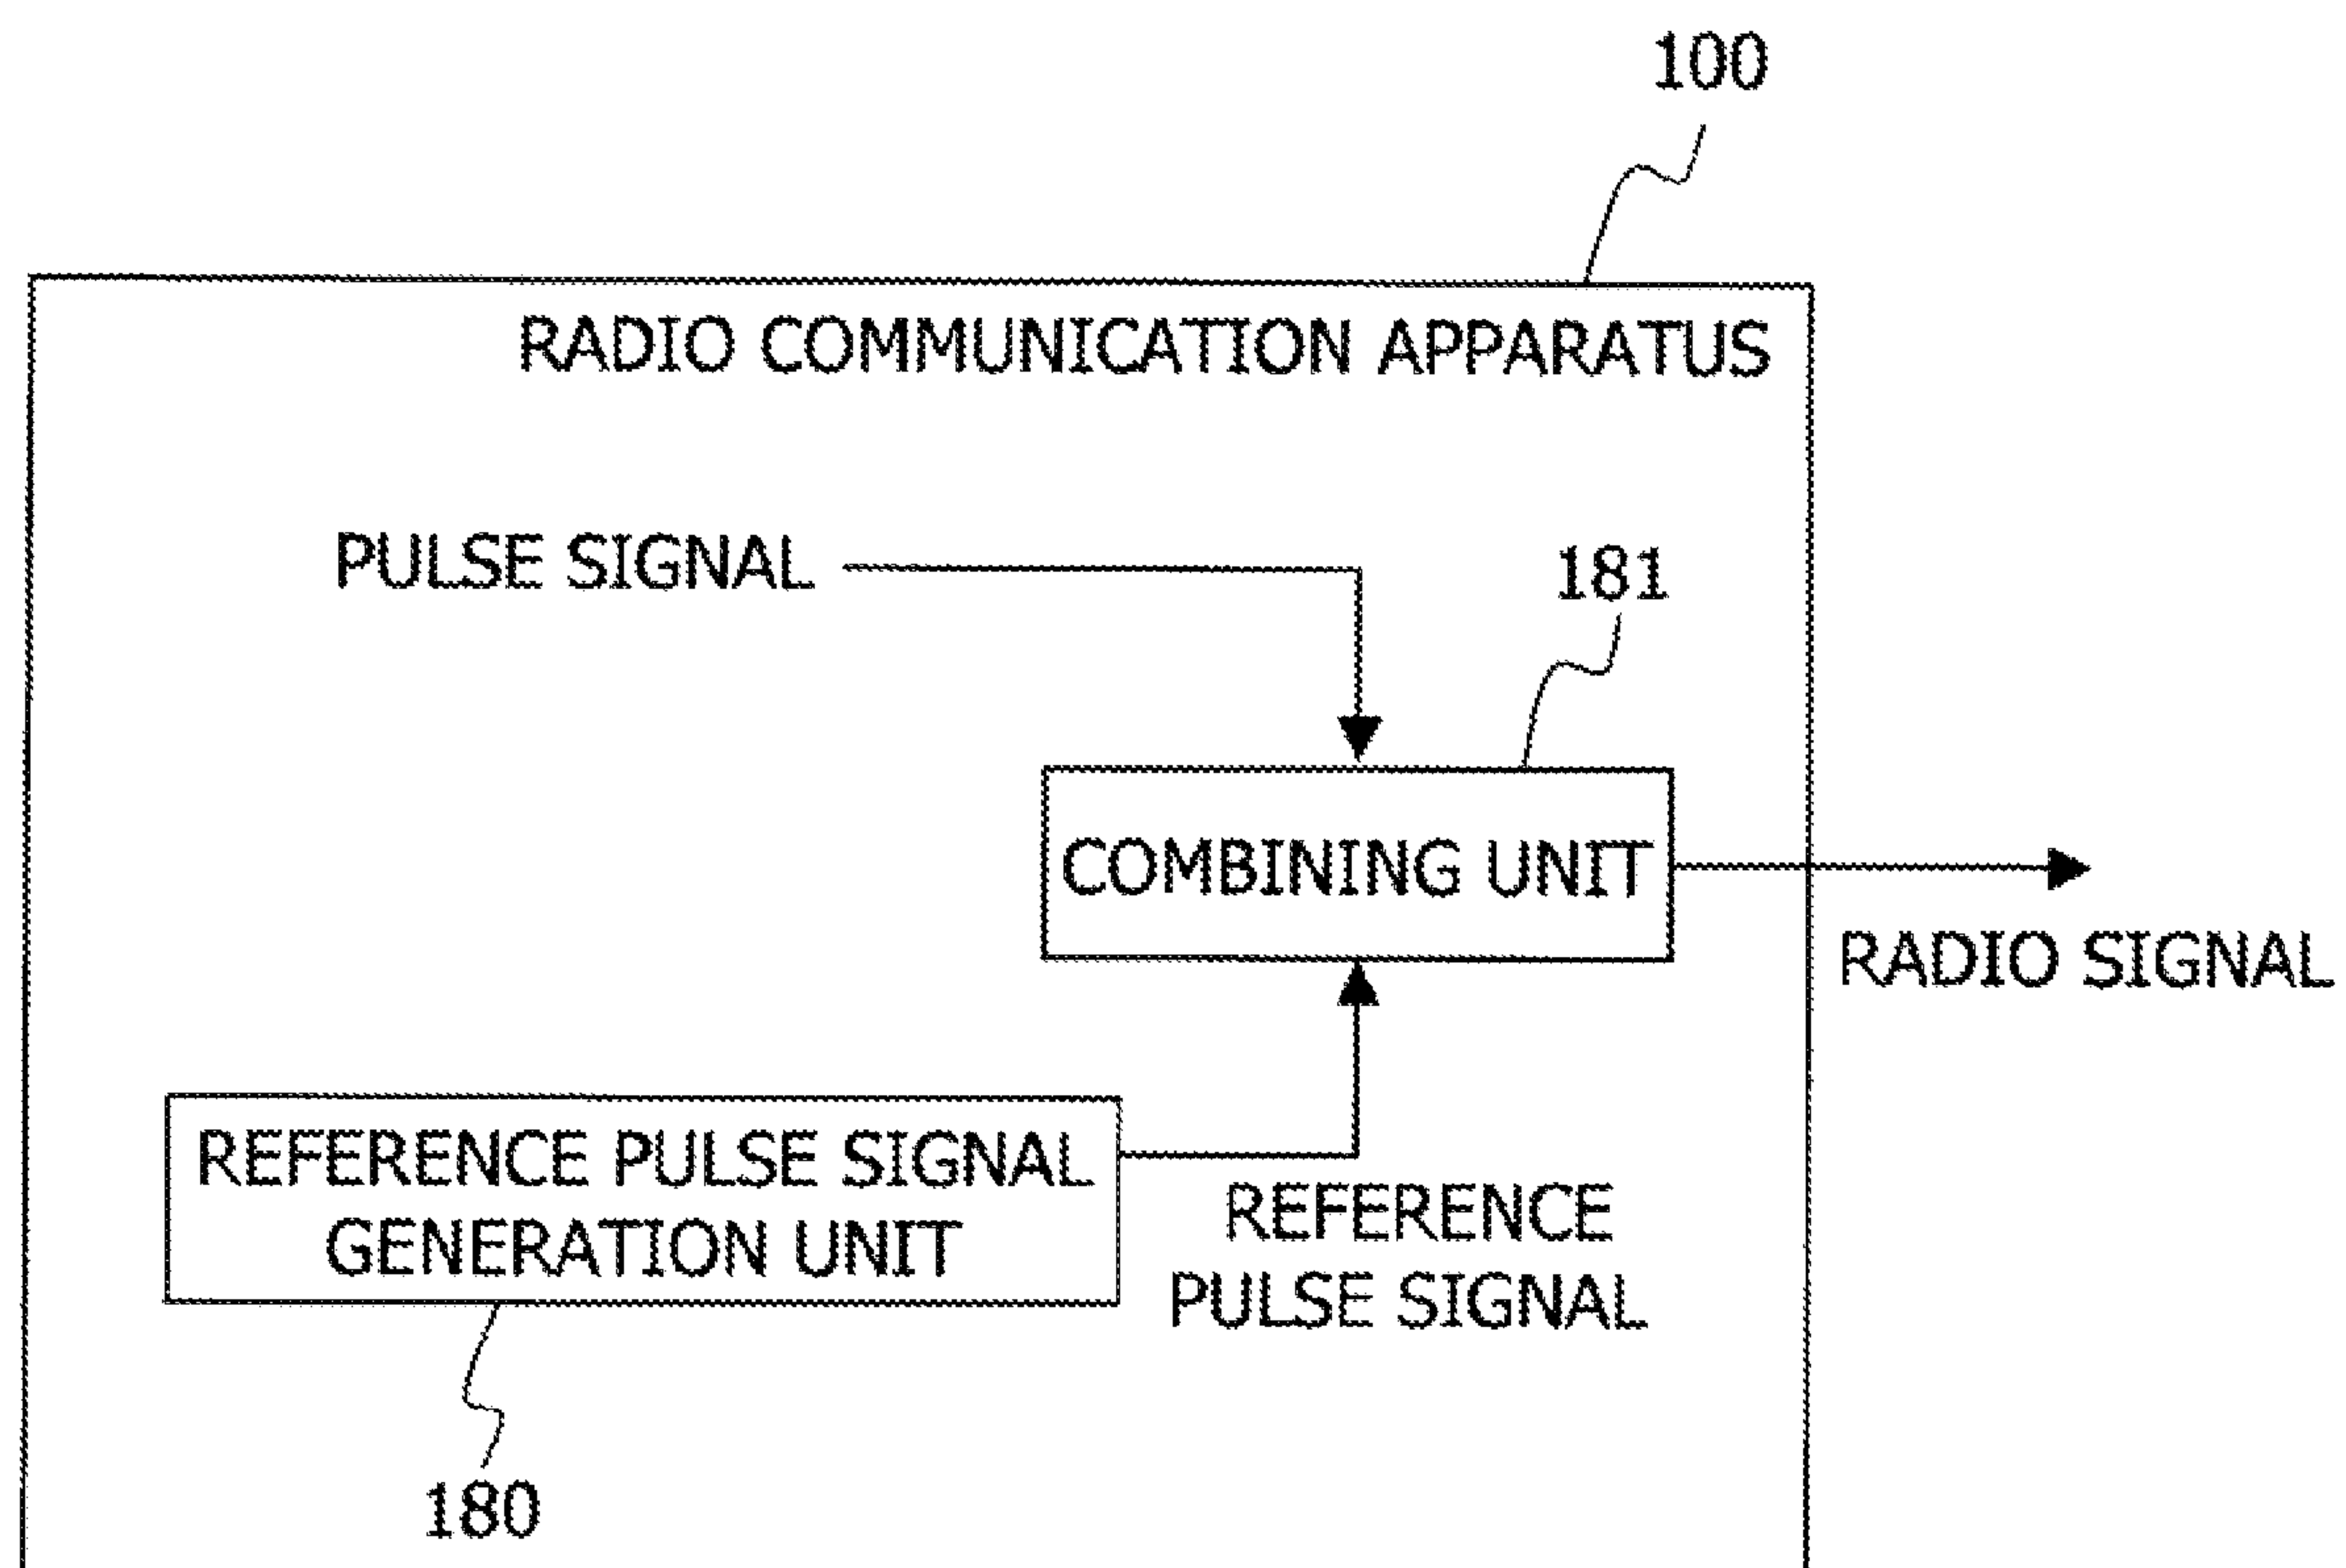 100
RADIO COMMUNICATION APPARATUS
PULSE SIGNAL
181
COMBINING UNIT
RADIO SIGNAL
REFERENCE PULSE SIGNAL
GENERATION UNIT
REFERENCE
PULSE SIGNAL
180